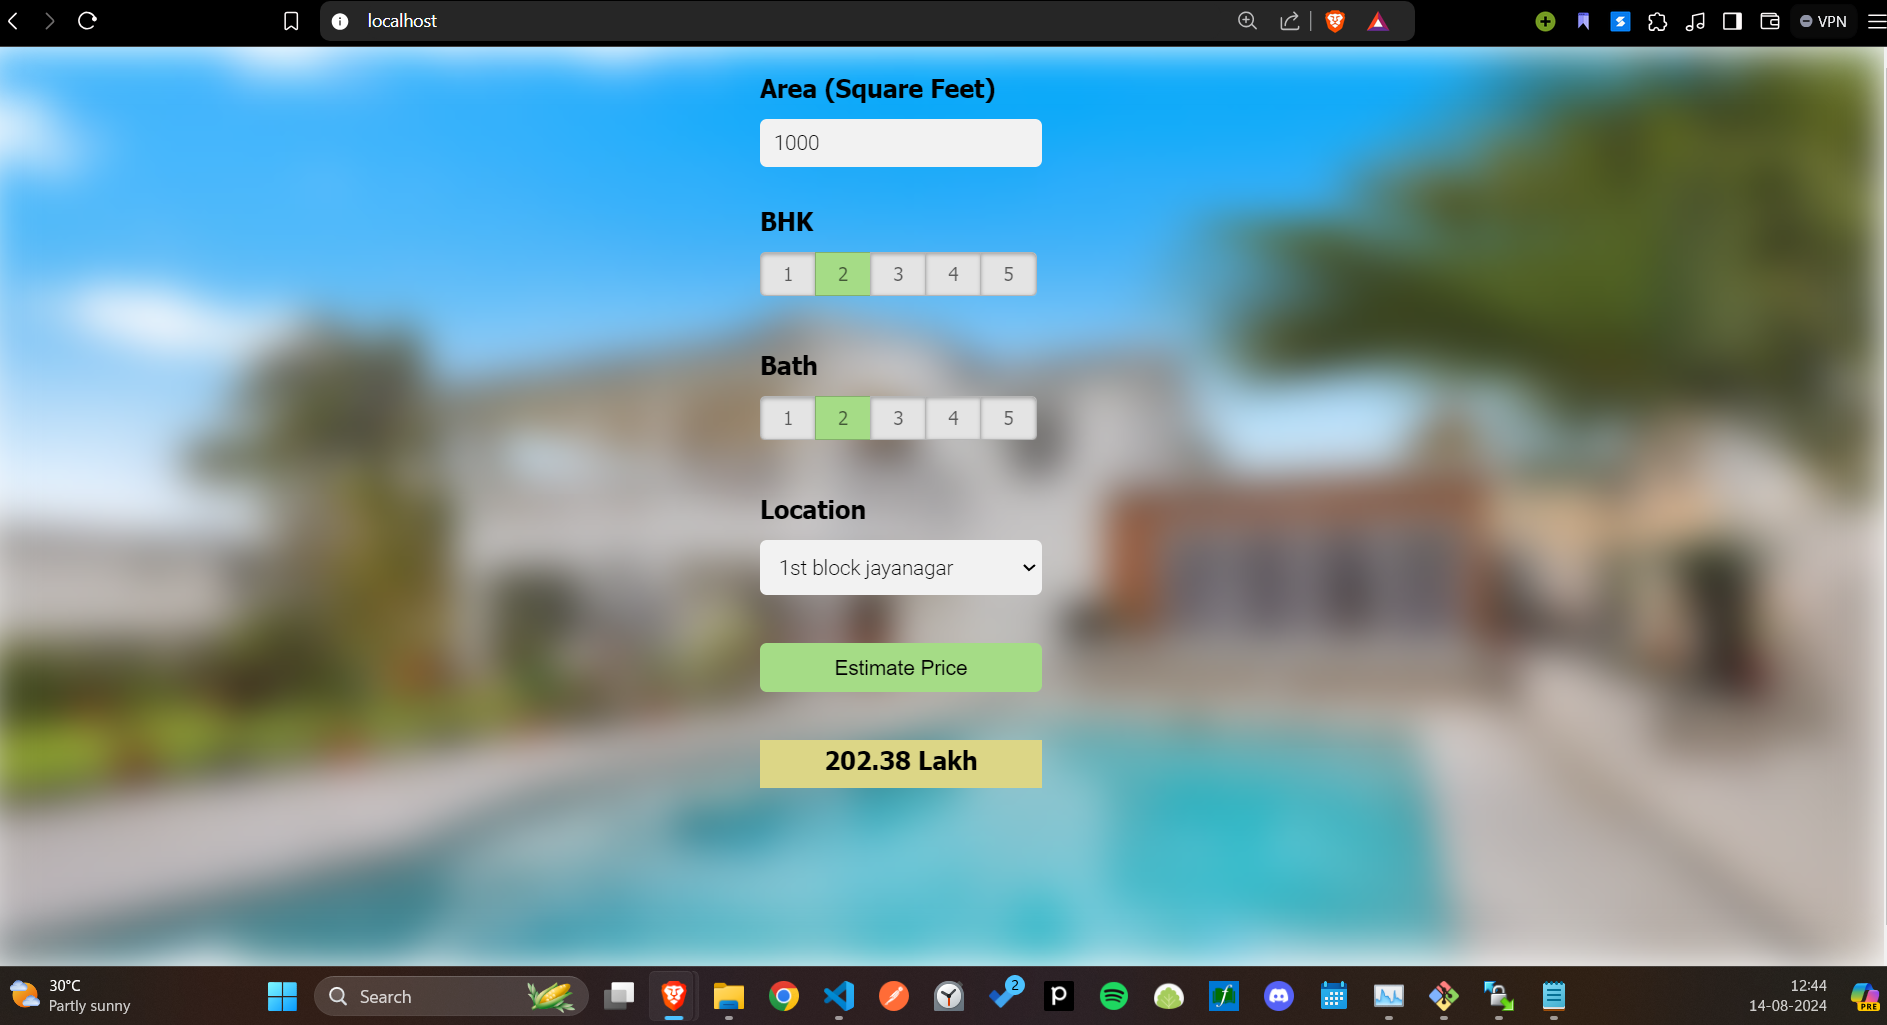 localhost
VPN
Area (Square Feet)
1000
BHK
1 2 3 4 5
Bath
1 2 3 4 5
Location
1st block jayanagar
Estimate Price
202.38 Lakh
30°C
Partly sunny
Search
2
12:44
14-08-2024
PRE